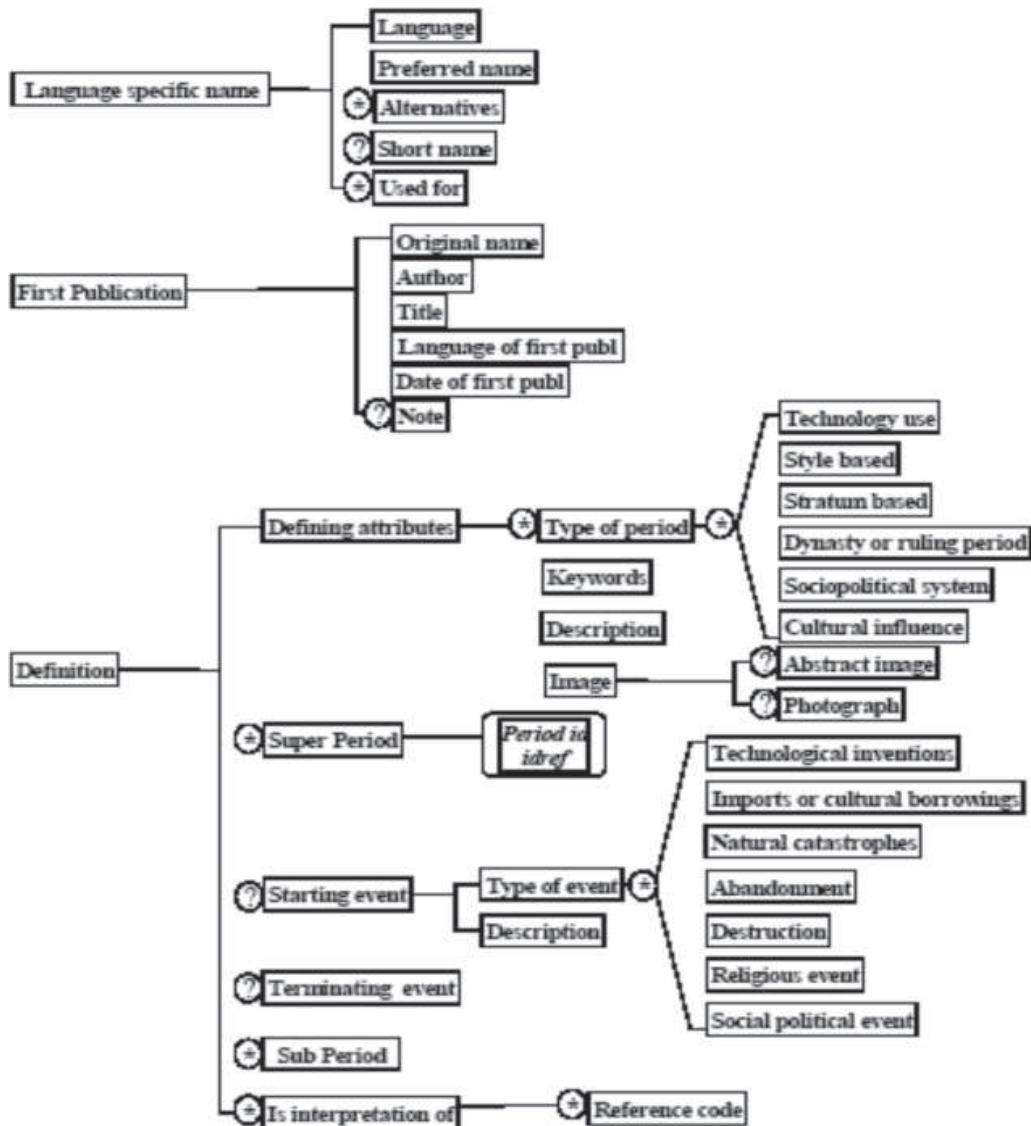 Language
Language specific name
Preferred name
* Alternatives
? Short name
* Used for
Original name
First Publication
Author
Title
Language of first publ
Date of first publ
? Note
Definition
Defining attributes
* Type of period *
Technology use
Style based
Stratum based
Dynasty or ruling period
Sociopolitical system
Cultural influence
Keywords
Description
Image
? Abstract image
? Photograph
* Super Period
Period id
idref
? Starting event
Type of event *
Technological inventions
Imports or cultural borrowings
Natural catastrophes
Abandonment
Destruction
Religious event
Social political event
Description
? Terminating event
* Sub Period
* Is interpretation of
* Reference code